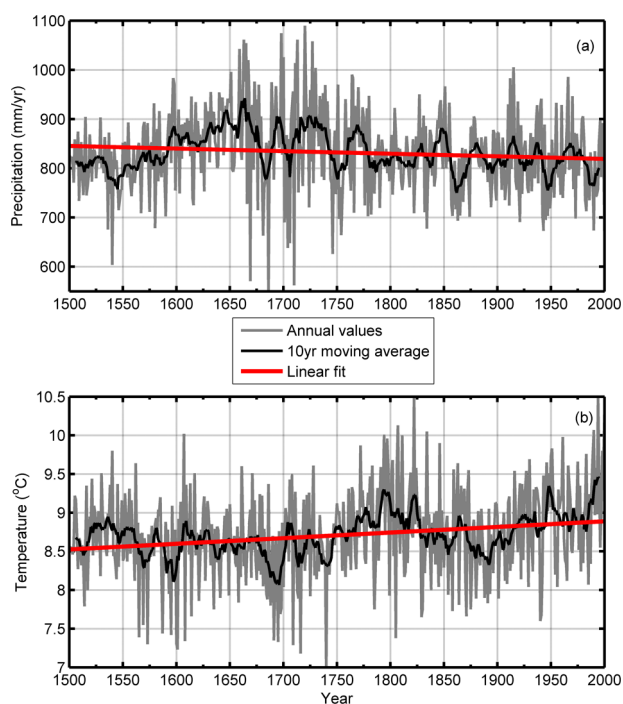 1100
1000
900
800
700
600
Precipitation (mm/yr)
(a)
1500 1550 1600 1650 1700 1750 1800 1850 1900 1950 2000
Annual values
10yr moving average
Linear fit
10.5
10
9.5
9
8.5
8
7.5
7
Temperature (°C)
(b)
1500 1550 1600 1650 1700 1750 1800 1850 1900 1950 2000
Year